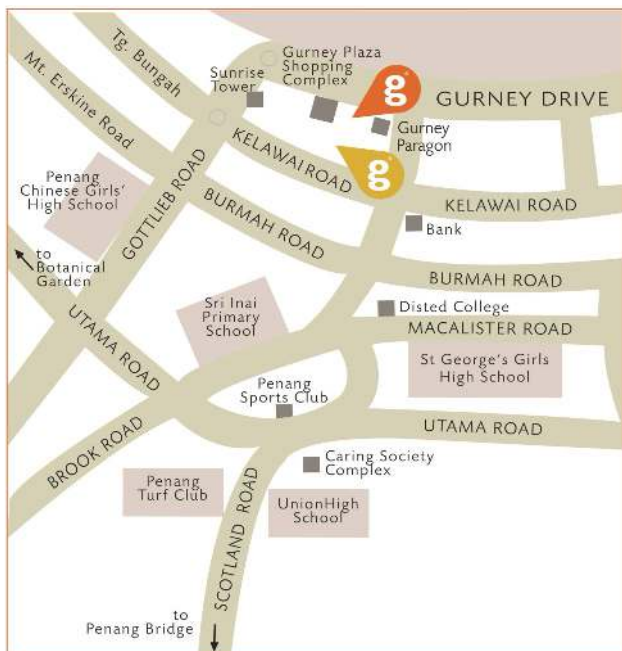 Tg. Bungah
Mt. Erskine Road
Gurney Plaza
Shopping
Complex
Sunrise
Tower
g
GURNEY DRIVE
Gurney
Paragon
g
KELAWAI ROAD
KELAWAI ROAD
Penang
Chinese Girls'
High School
GOTTLIEB ROAD
BURMAH ROAD
Bank
to
Botanical
Garden
BURMAH ROAD
Sri Inai
Primary
School
Disted College
MACALISTER ROAD
UTAMA ROAD
St George's Girls
High School
Penang
Sports Club
UTAMA ROAD
BROOK ROAD
Caring Society
Complex
Penang
Turf Club
SCOTLAND ROAD
UnionHigh
School
to
Penang Bridge